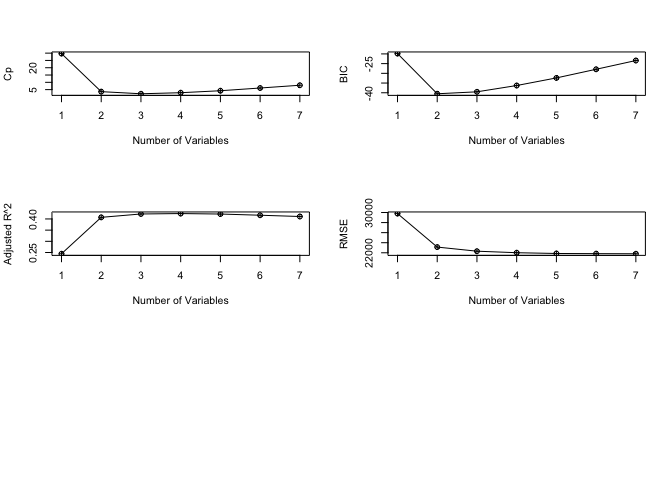 Cp
20
5
1 2 3 4 5 6 7
Number of Variables
BIC
-25
-40
1 2 3 4 5 6 7
Number of Variables
Adjusted R^2
0.40
0.25
1 2 3 4 5 6 7
Number of Variables
RMSE
30000
22000
1 2 3 4 5 6 7
Number of Variables